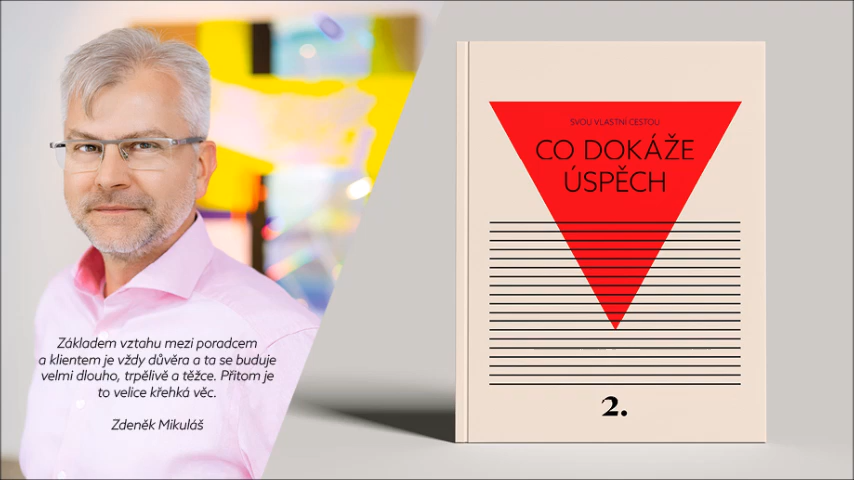 Základem vztahu mezi poradcem
a klientem je vždy důvěra a ta se buduje
velmi dlouho, trpělivě a těžce. Přitom je
to velice křehká věc.
Zdeněk Mikuláš
SVOU VLASTNÍ CESTOU
CO DOKÁŽE
ÚSPĚCH
2.